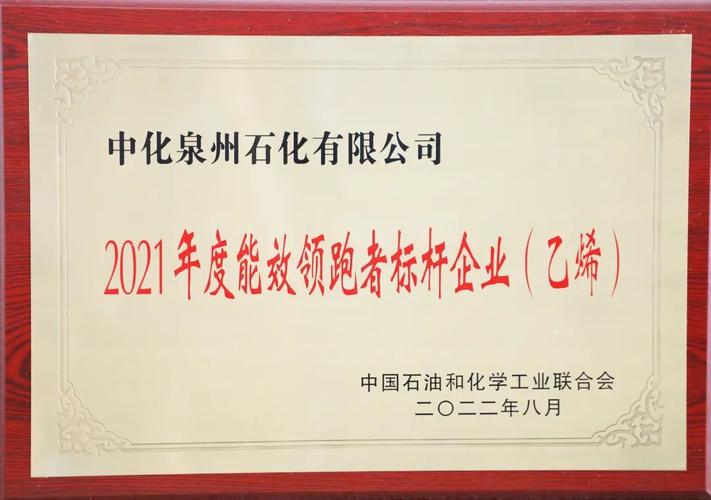 中化泉州石化有限公司
2021年度能效领跑者标杆企业（乙烯）
中国石油和化学工业联合会
二〇二二年八月